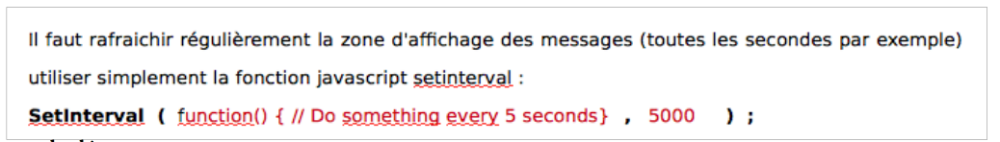 Il faut rafraichir régulièrement la zone d'affichage des messages (toutes les secondes par exemple)
utiliser simplement la fonction javascript setinterval :
SetInterval ( function() { // Do something every 5 seconds} , 5000 ) ;